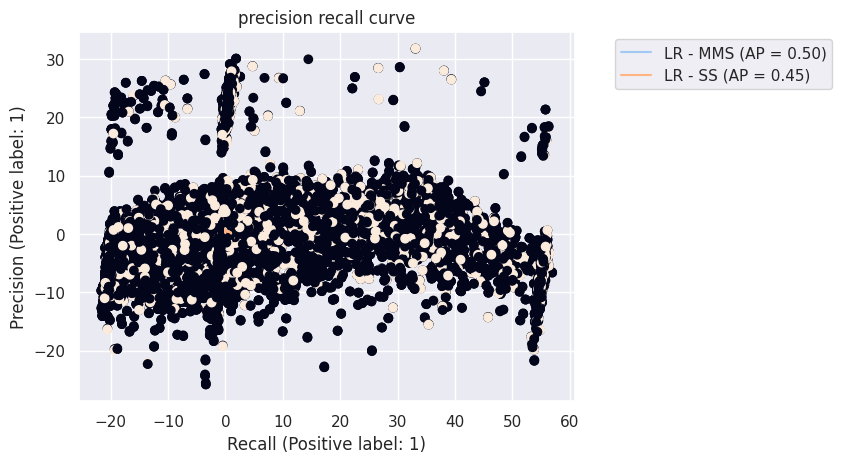 precision recall curve
LR - MMS (AP = 0.50)
LR - SS (AP = 0.45)
Precision (Positive label: 1)
30
20
10
0
−10
−20
−20 −10 0 10 20 30 40 50 60
Recall (Positive label: 1)